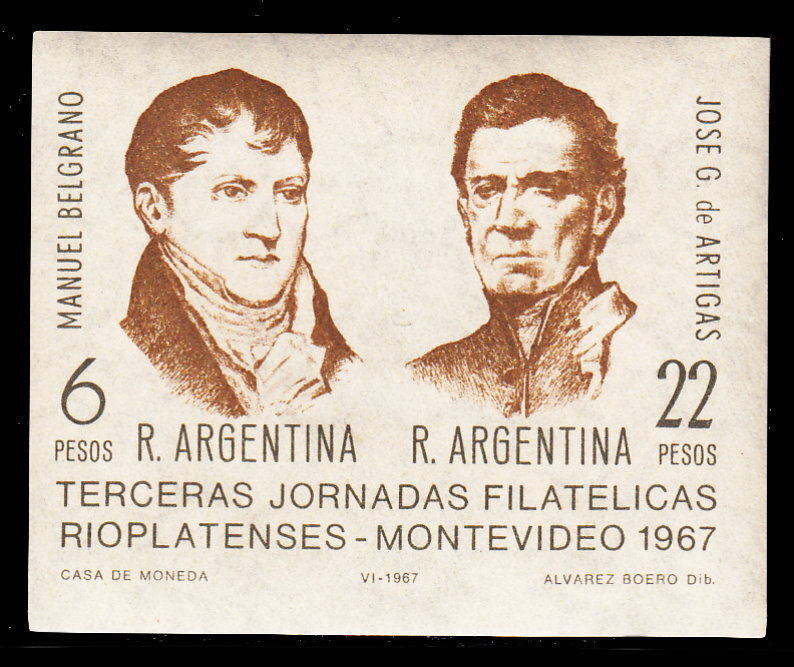 MANUEL BELGRANO
JOSE G. de ARTIGAS
6
PESOS
R. ARGENTINA
R. ARGENTINA
22
PESOS
TERCERAS JORNADAS FILATELICAS
RIOPLATENSES - MONTEVIDEO 1967
CASA DE MONEDA
VI-1967
ALVAREZ BOERO Dib.